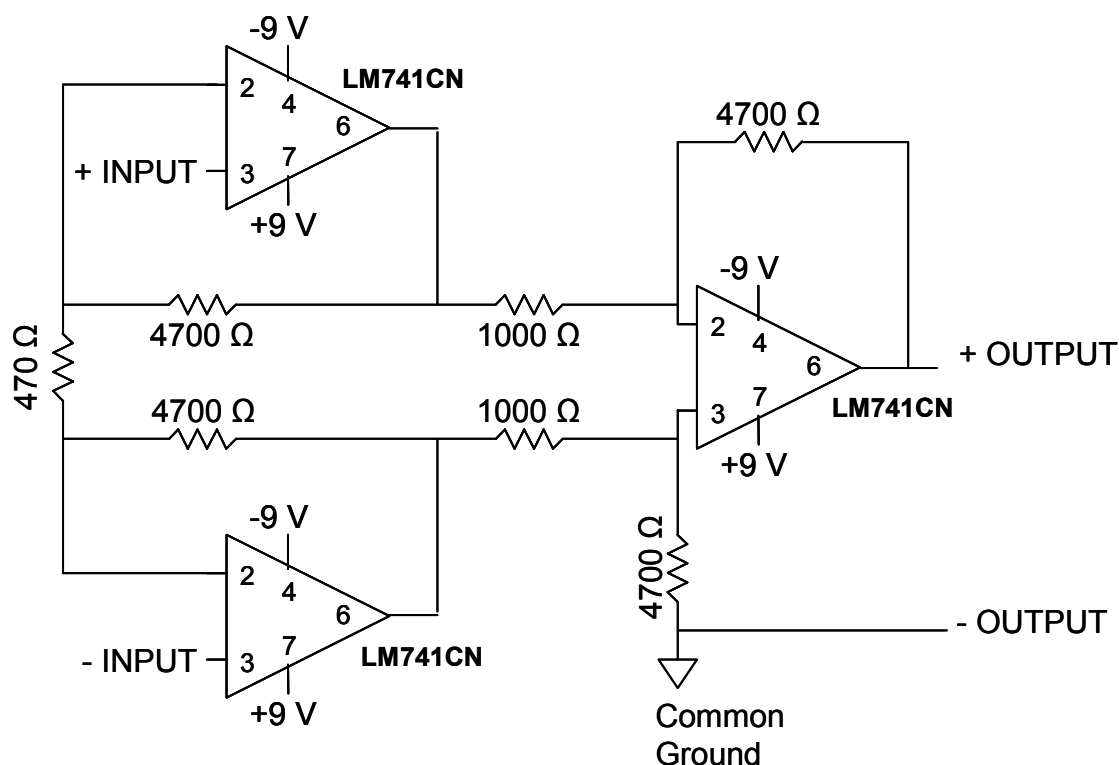 -9 V
LM741CN
2
4
6
+ INPUT
3
7
+9 V
4700 Ω
4700 Ω
1000 Ω
-9 V
2
4
6
+ OUTPUT
3
7
LM741CN
+9 V
470 Ω
4700 Ω
1000 Ω
-9 V
2
4
6
LM741CN
- INPUT
3
7
+9 V
4700 Ω
- OUTPUT
Common
Ground